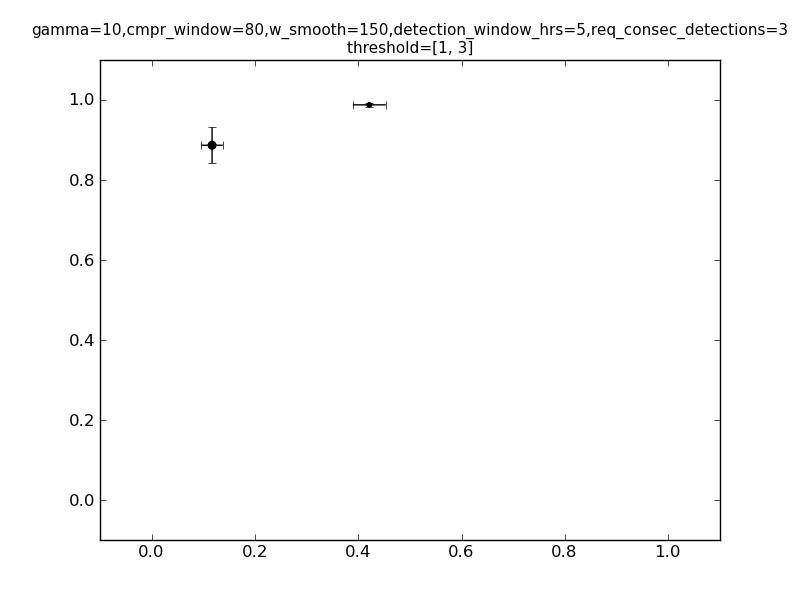 gamma=10,cmpr_window=80,w_smooth=150,detection_window_hrs=5,req_consec_detections=3
threshold=[1, 3]
1.0
0.8
0.6
0.4
0.2
0.0
0.0 0.2 0.4 0.6 0.8 1.0